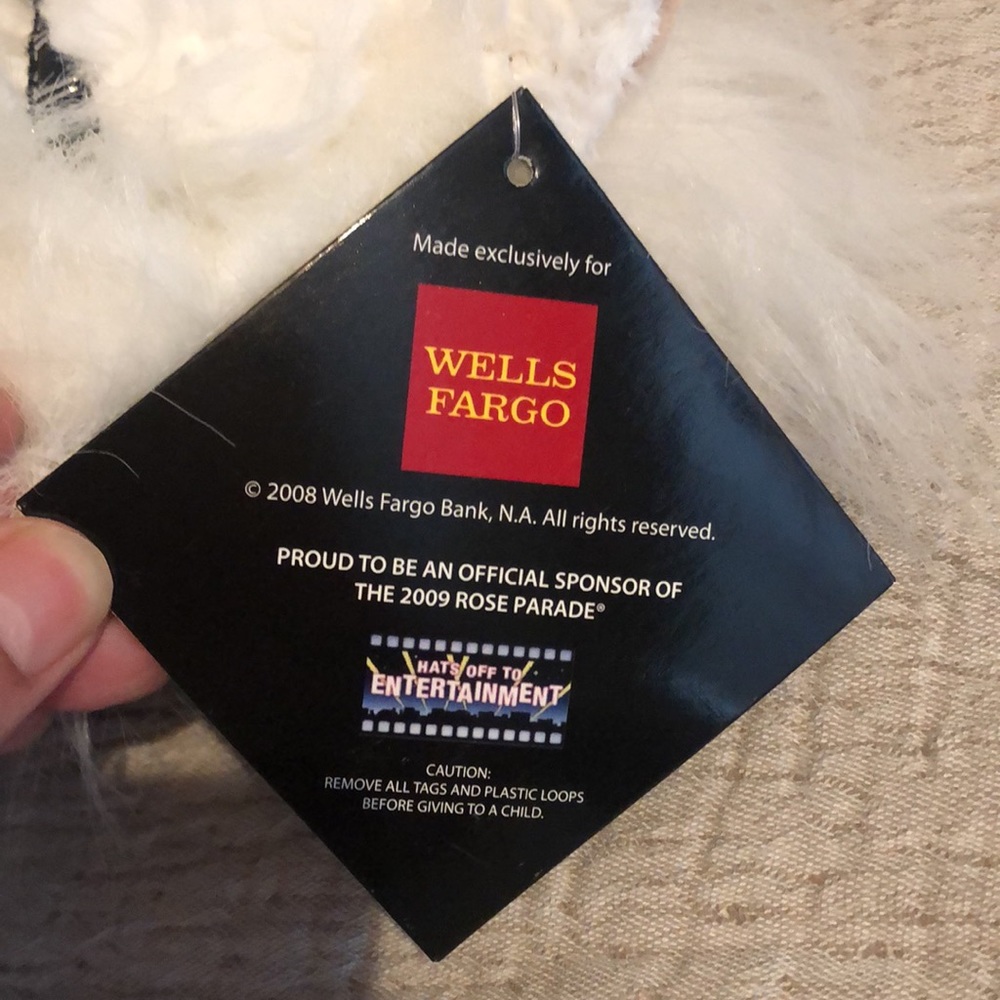 Made exclusively for
WELLS
FARGO
© 2008 Wells Fargo Bank, N.A. All rights reserved.
PROUD TO BE AN OFFICIAL SPONSOR OF
THE 2009 ROSE PARADE®
HATS OFF TO
ENTERTAINMENT
CAUTION:
REMOVE ALL TAGS AND PLASTIC LOOPS
BEFORE GIVING TO A CHILD.